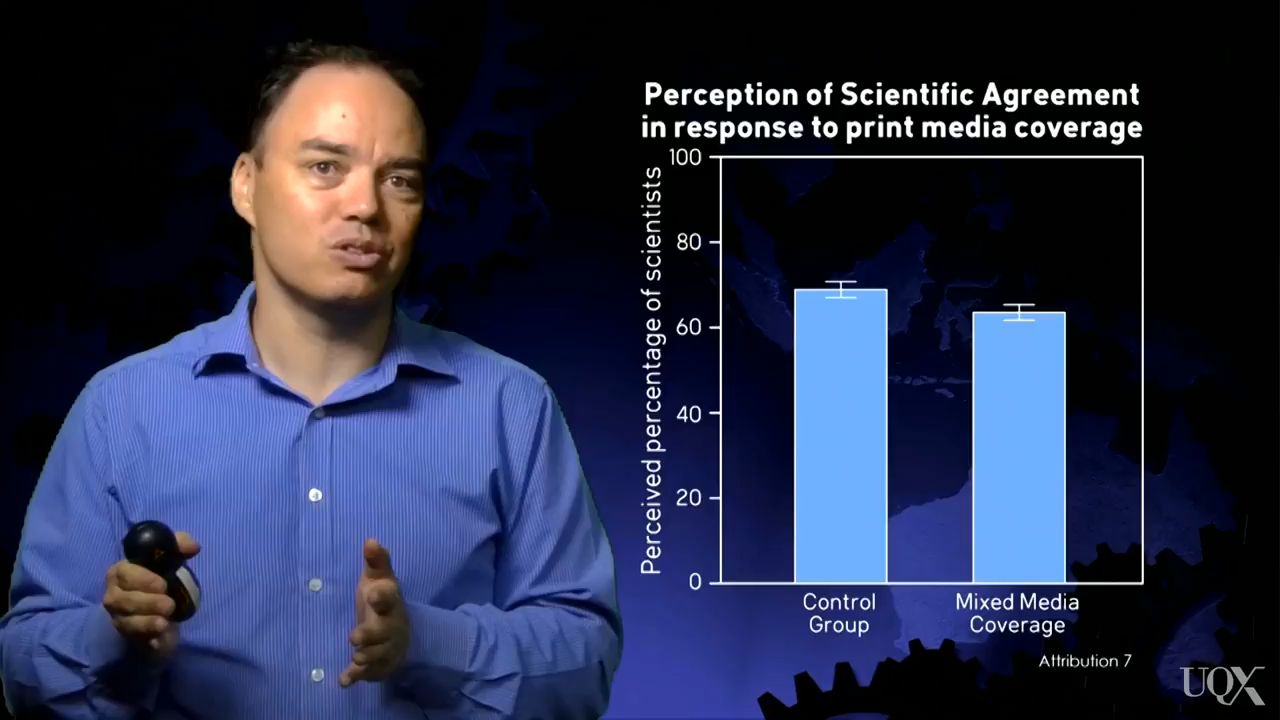 Perception of Scientific Agreement
in response to print media coverage
Perceived percentage of scientists
100
80
60
40
20
0
Control
Group
Mixed Media
Coverage
Attribution 7
UQX